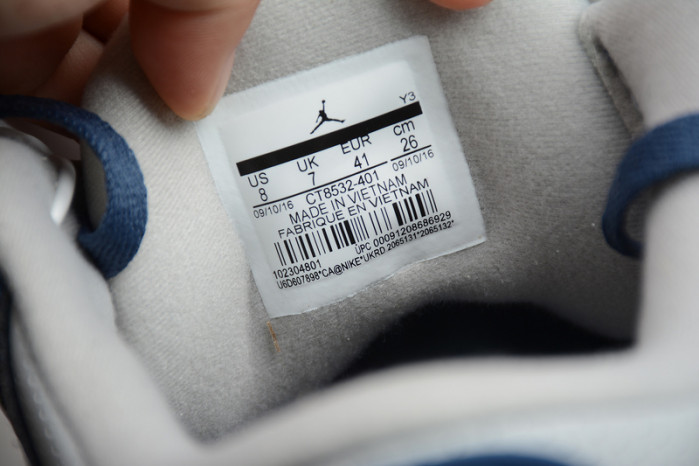 Y3
US UK EUR cm
8 7 41 26
09/10/16 CT8532-401 09/10/16
MADE IN VIETNAM
FABRIQUE EN VIETNAM
102304801 UPC 00091208686929
U6D607898*CA@NIKE*UKRD 2065131*2065132*